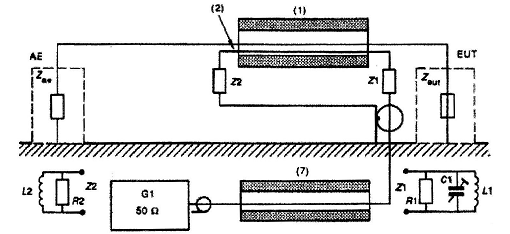 (1)
(2)
AE
EUT
Zae
Z2
Z1
Zeut
(7)
L2
R2
Z2
G1
50 Ω
Z1
R1
C1
L1